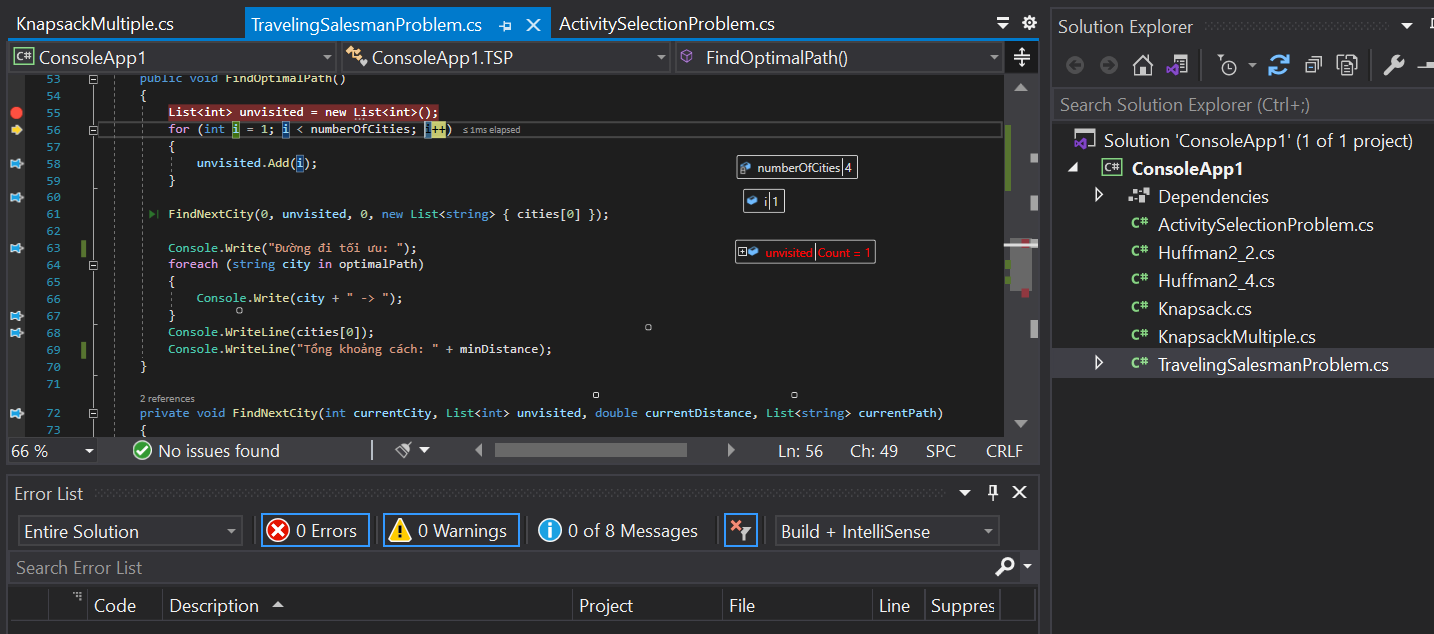 KnapsackMultiple.cs
TravelingSalesmanProblem.cs
ActivitySelectionProblem.cs
C# ConsoleApp1
ConsoleApp1.TSP
FindOptimalPath()
53 public void FindOptimalPath()
54 {
55 List<int> unvisited = new List<int>();
56 for (int i = 1; i < numberOfCities; i++) ≤ 1ms elapsed
57 {
58 unvisited.Add(i);
59 }
60
61 FindNextCity(0, unvisited, 0, new List<string> { cities[0] });
62
63 Console.Write("Đường đi tối ưu: ");
64 foreach (string city in optimalPath)
65 {
66 Console.Write(city + " -> ");
67 }
68 Console.WriteLine(cities[0]);
69 Console.WriteLine("Tổng khoảng cách: " + minDistance);
70 }
71
2 references
72 private void FindNextCity(int currentCity, List<int> unvisited, double currentDistance, List<string> currentPath)
73 {
numberOfCities 4
i 1
unvisited Count = 1
66 %
No issues found
Ln: 56 Ch: 49 SPC CRLF
Error List
Entire Solution
0 Errors
0 Warnings
0 of 8 Messages
Build + IntelliSense
Search Error List
Code Description Project File Line Suppres
Solution Explorer
Search Solution Explorer (Ctrl+;)
Solution 'ConsoleApp1' (1 of 1 project)
C# ConsoleApp1
Dependencies
C# ActivitySelectionProblem.cs
C# Huffman2_2.cs
C# Huffman2_4.cs
C# Knapsack.cs
C# KnapsackMultiple.cs
C# TravelingSalesmanProblem.cs